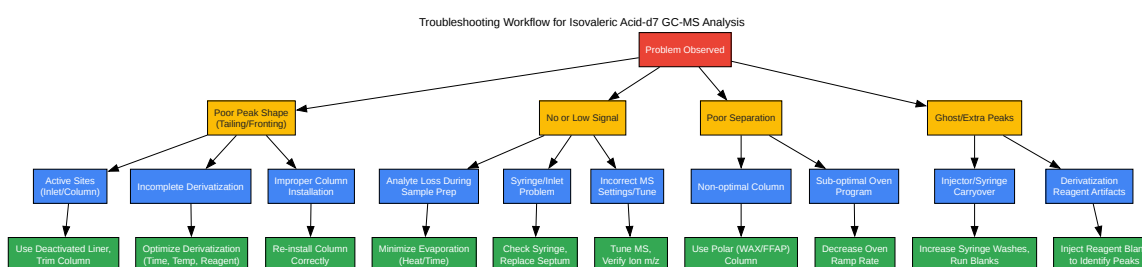 Troubleshooting Workflow for Isovaleric Acid-d7 GC-MS Analysis
Problem Observed
Poor Peak Shape
(Tailing/Fronting)
No or Low Signal
Poor Separation
Ghost/Extra Peaks
Active Sites
(Inlet/Column)
Incomplete Derivatization
Improper Column
Installation
Analyte Loss During
Sample Prep
Syringe/Inlet
Problem
Incorrect MS
Settings/Tune
Non-optimal Column
Sub-optimal Oven
Program
Injector/Syringe
Carryover
Derivatization
Reagent Artifacts
Use Deactivated Liner,
Trim Column
Optimize Derivatization
(Time, Temp, Reagent)
Re-install Column
Correctly
Minimize Evaporation
(Heat/Time)
Check Syringe,
Replace Septum
Tune MS,
Verify Ion m/z
Use Polar (WAX/FFAP)
Column
Decrease Oven
Ramp Rate
Increase Syringe Washes,
Run Blanks
Inject Reagent Blan
to Identify Peaks